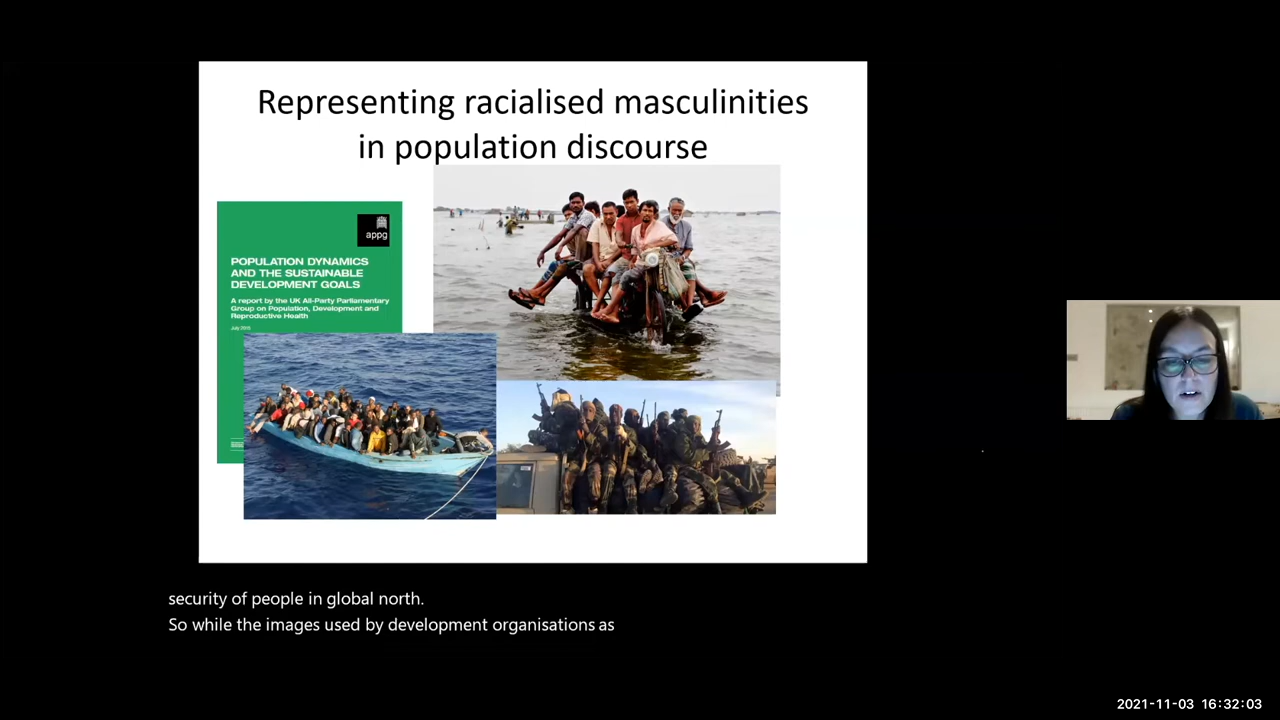 Representing racialised masculinities
in population discourse
appg
POPULATION DYNAMICS
AND THE SUSTAINABLE
DEVELOPMENT GOALS
A report by the UK All-Party Parliamentary
Group on Population, Development and
Reproductive Health
July 2015
security of people in global north.
So while the images used by development organisations as
2021-11-03 16:32:03